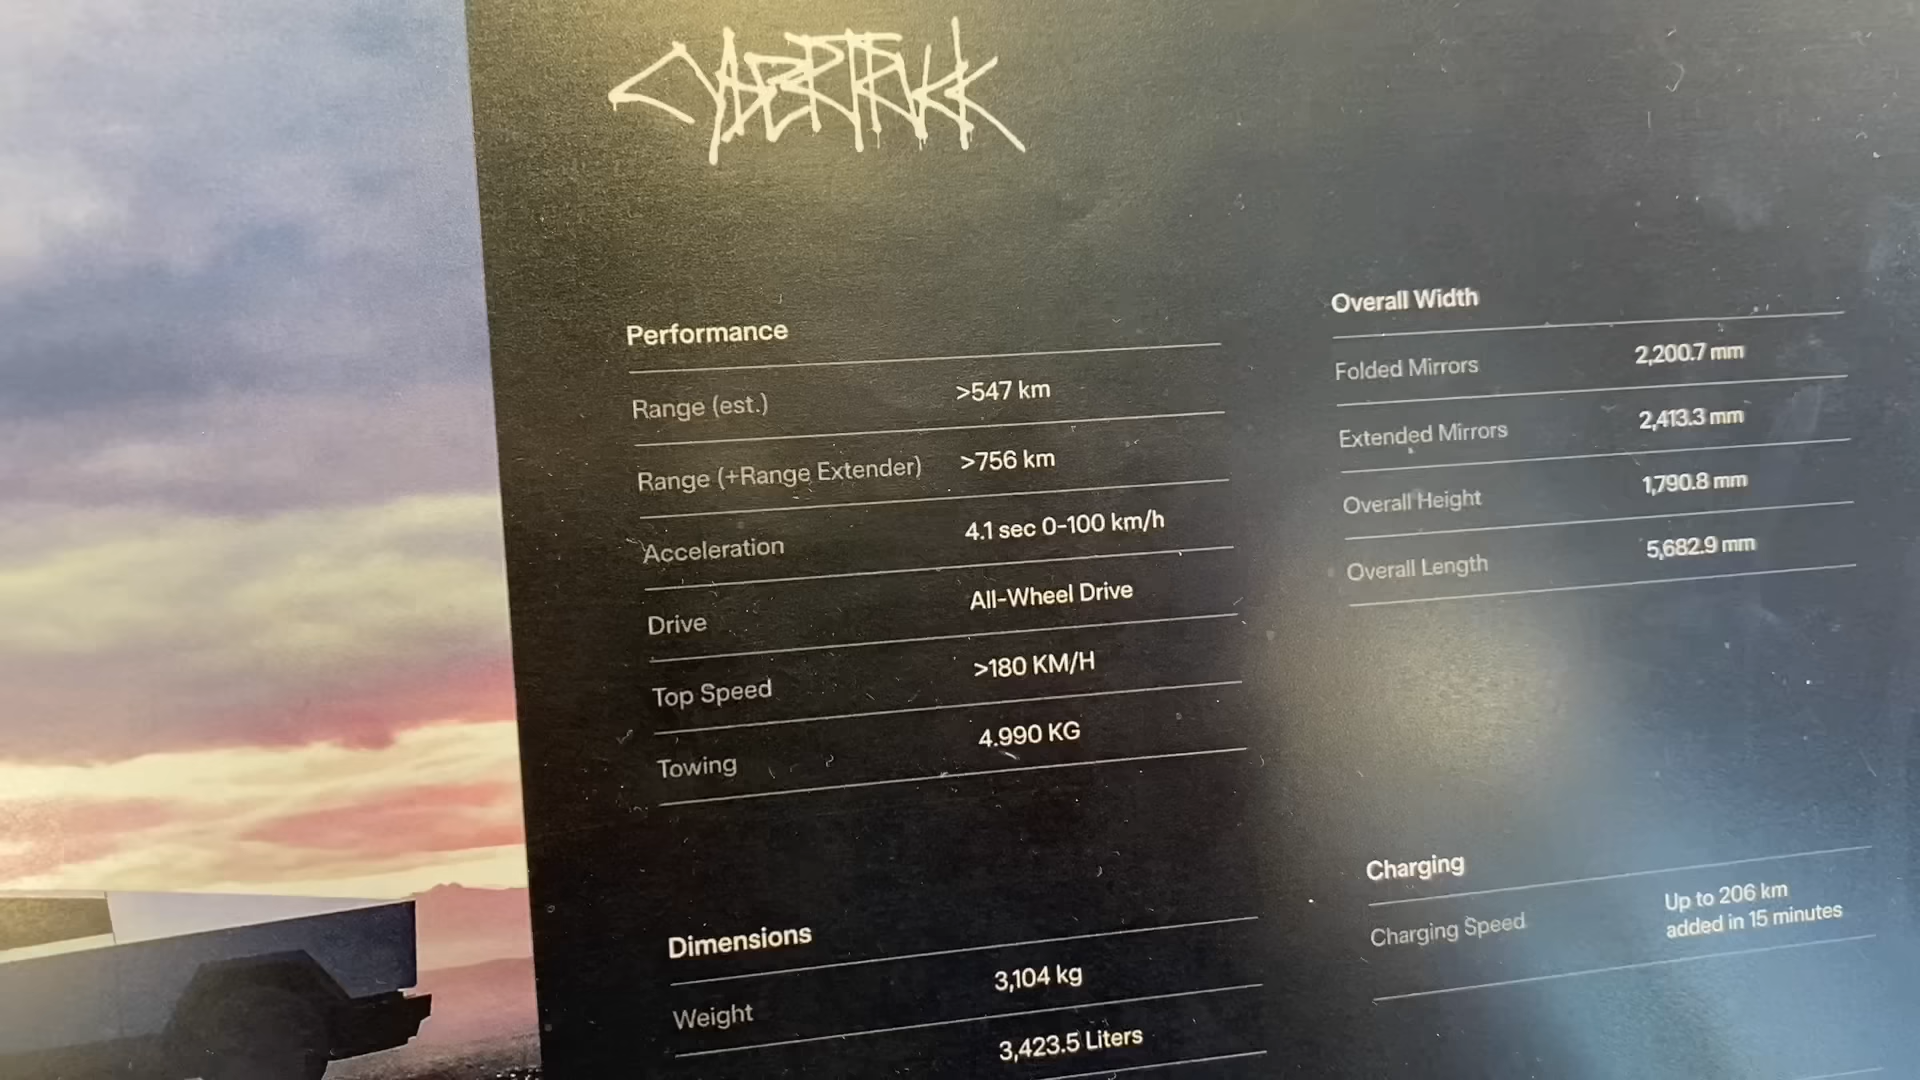 CYBERTRUCK
Performance
Range (est.) >547 km
Range (+Range Extender) >756 km
Acceleration 4.1 sec 0-100 km/h
Drive All-Wheel Drive
Top Speed >180 KM/H
Towing 4.990 KG
Dimensions
Weight 3,104 kg
3,423.5 Liters
Overall Width
Folded Mirrors 2,200.7 mm
Extended Mirrors 2,413.3 mm
Overall Height 1,790.8 mm
Overall Length 5,682.9 mm
Charging
Charging Speed Up to 206 km
added in 15 minutes